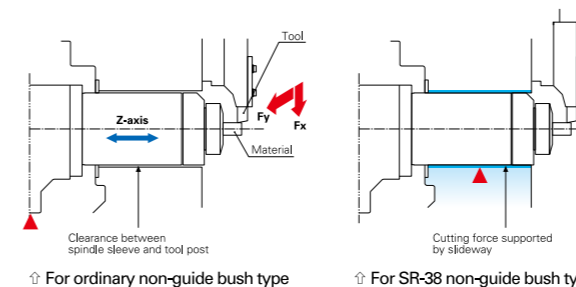 Tool
Z-axis
Fy
Fx
Material
Clearance between
spindle sleeve and tool post
⇧ For ordinary non-guide bush type
Cutting force supported
by slideway
⇧ For SR-38 non-guide bush ty